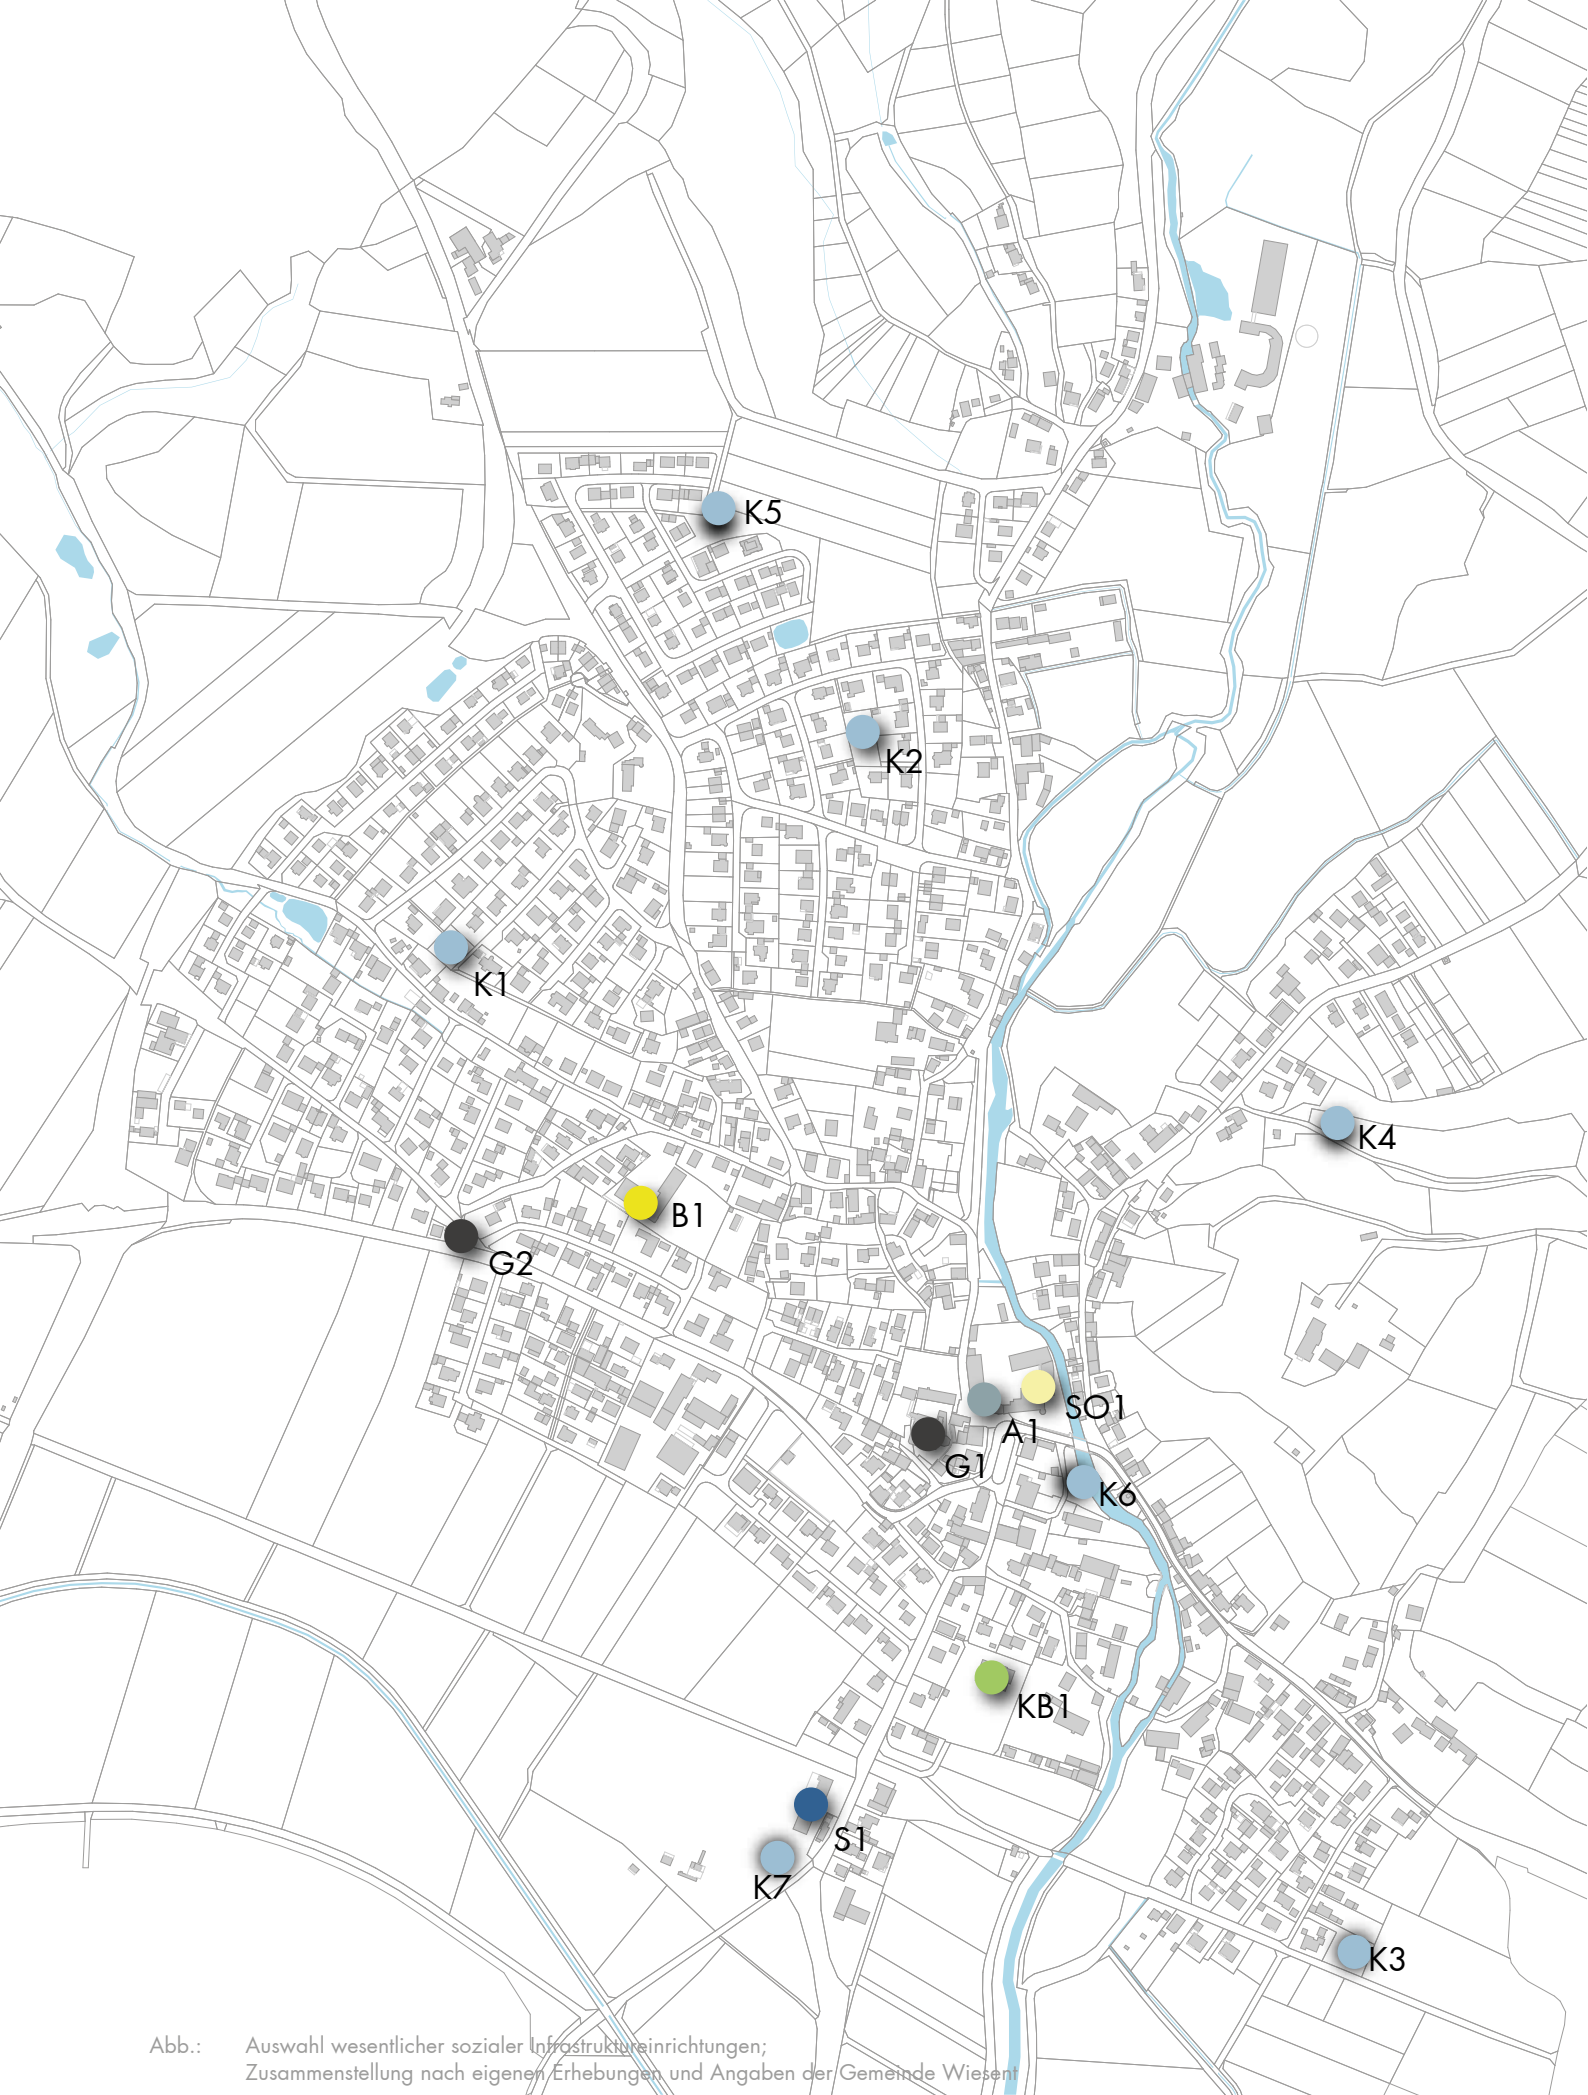 K5
K2
K1
K4
B1
G2
SO1
A1
G1
K6
KB1
S1
K7
K3
Abb.: Auswahl wesentlicher sozialer Infrastruktureinrichtungen;
Zusammenstellung nach eigenen Erhebungen und Angaben der Gemeinde Wiesent